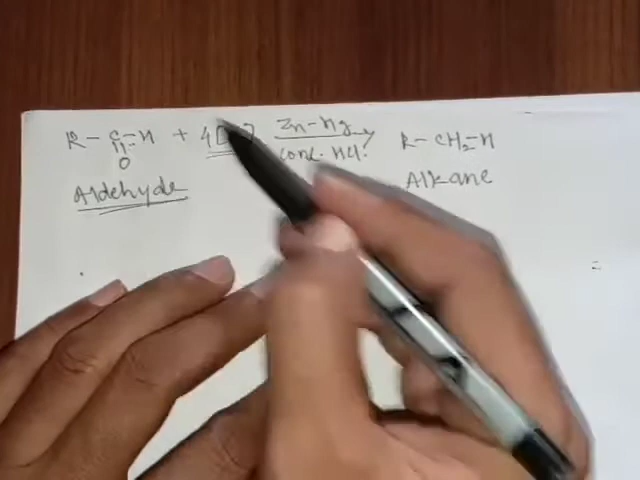 R - C - H + 4 [ ] Zn-Hg R - CH2 - H
O conc. HCl.
Aldehyde Alkane